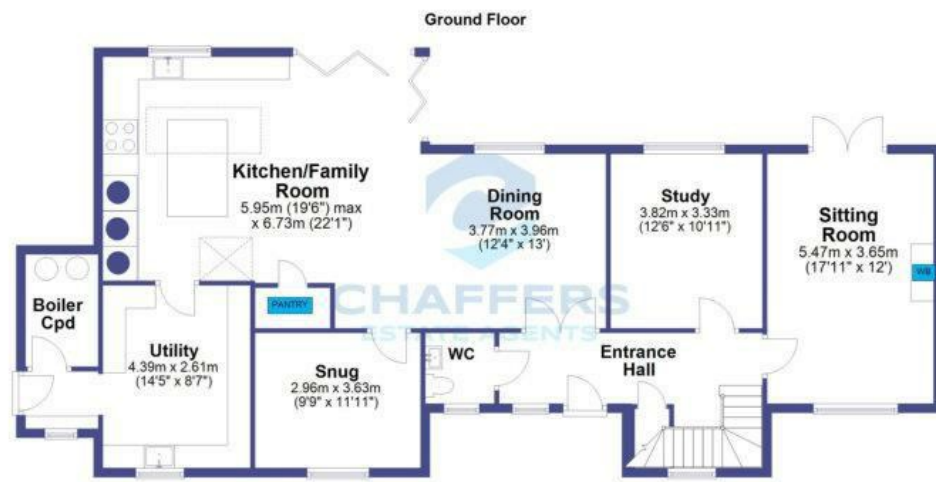 Ground Floor
Kitchen/Family
Room
5.95m (19'6") max
x 6.73m (22'1")
Dining
Room
3.77m x 3.96m
(12'4" x 13')
Study
3.82m x 3.33m
(12'6" x 10'11")
Sitting
Room
5.47m x 3.65m
(17'11" x 12')
WB
Boiler
Cpd
PANTRY
CHAFFERS
ESTATE AGENTS
Utility
4.39m x 2.61m
(14'5" x 8'7")
Snug
2.96m x 3.63m
(9'9" x 11'11")
WC
Entrance
Hall